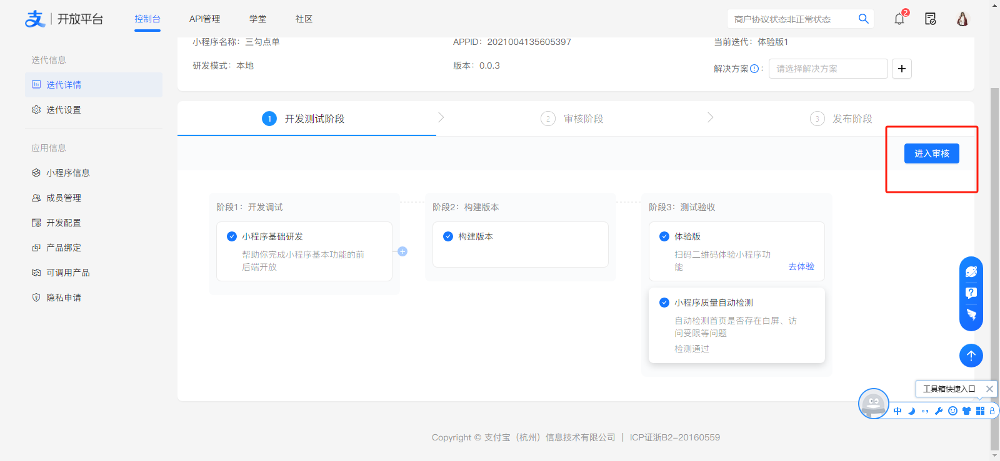 支 开放平台 控制台 API管理 学堂 社区 商户协议状态非正常状态 2
小程序名称：三勾点单 APPID：2021004135605397 当前迭代：体验版1
研发模式：本地 版本：0.0.3 解决方案 ： 请选择解决方案
迭代信息
迭代详情
迭代设置
应用信息
小程序信息
成员管理
开发配置
产品绑定
可调用产品
隐私申请
1 开发测试阶段 2 审核阶段 3 发布阶段
进入审核
阶段1：开发调试
小程序基础研发
帮助你完成小程序基本功能的前
后端开放
阶段2：构建版本
构建版本
阶段3：测试验收
体验版
扫码二维码体验小程序功
能
去体验
小程序质量自动检测
自动检测首页是否存在白屏、访
问受限等问题
检测通过
工具箱快捷入口
中
Copyright © 支付宝（杭州）信息技术有限公司 | ICP证浙B2-20160559